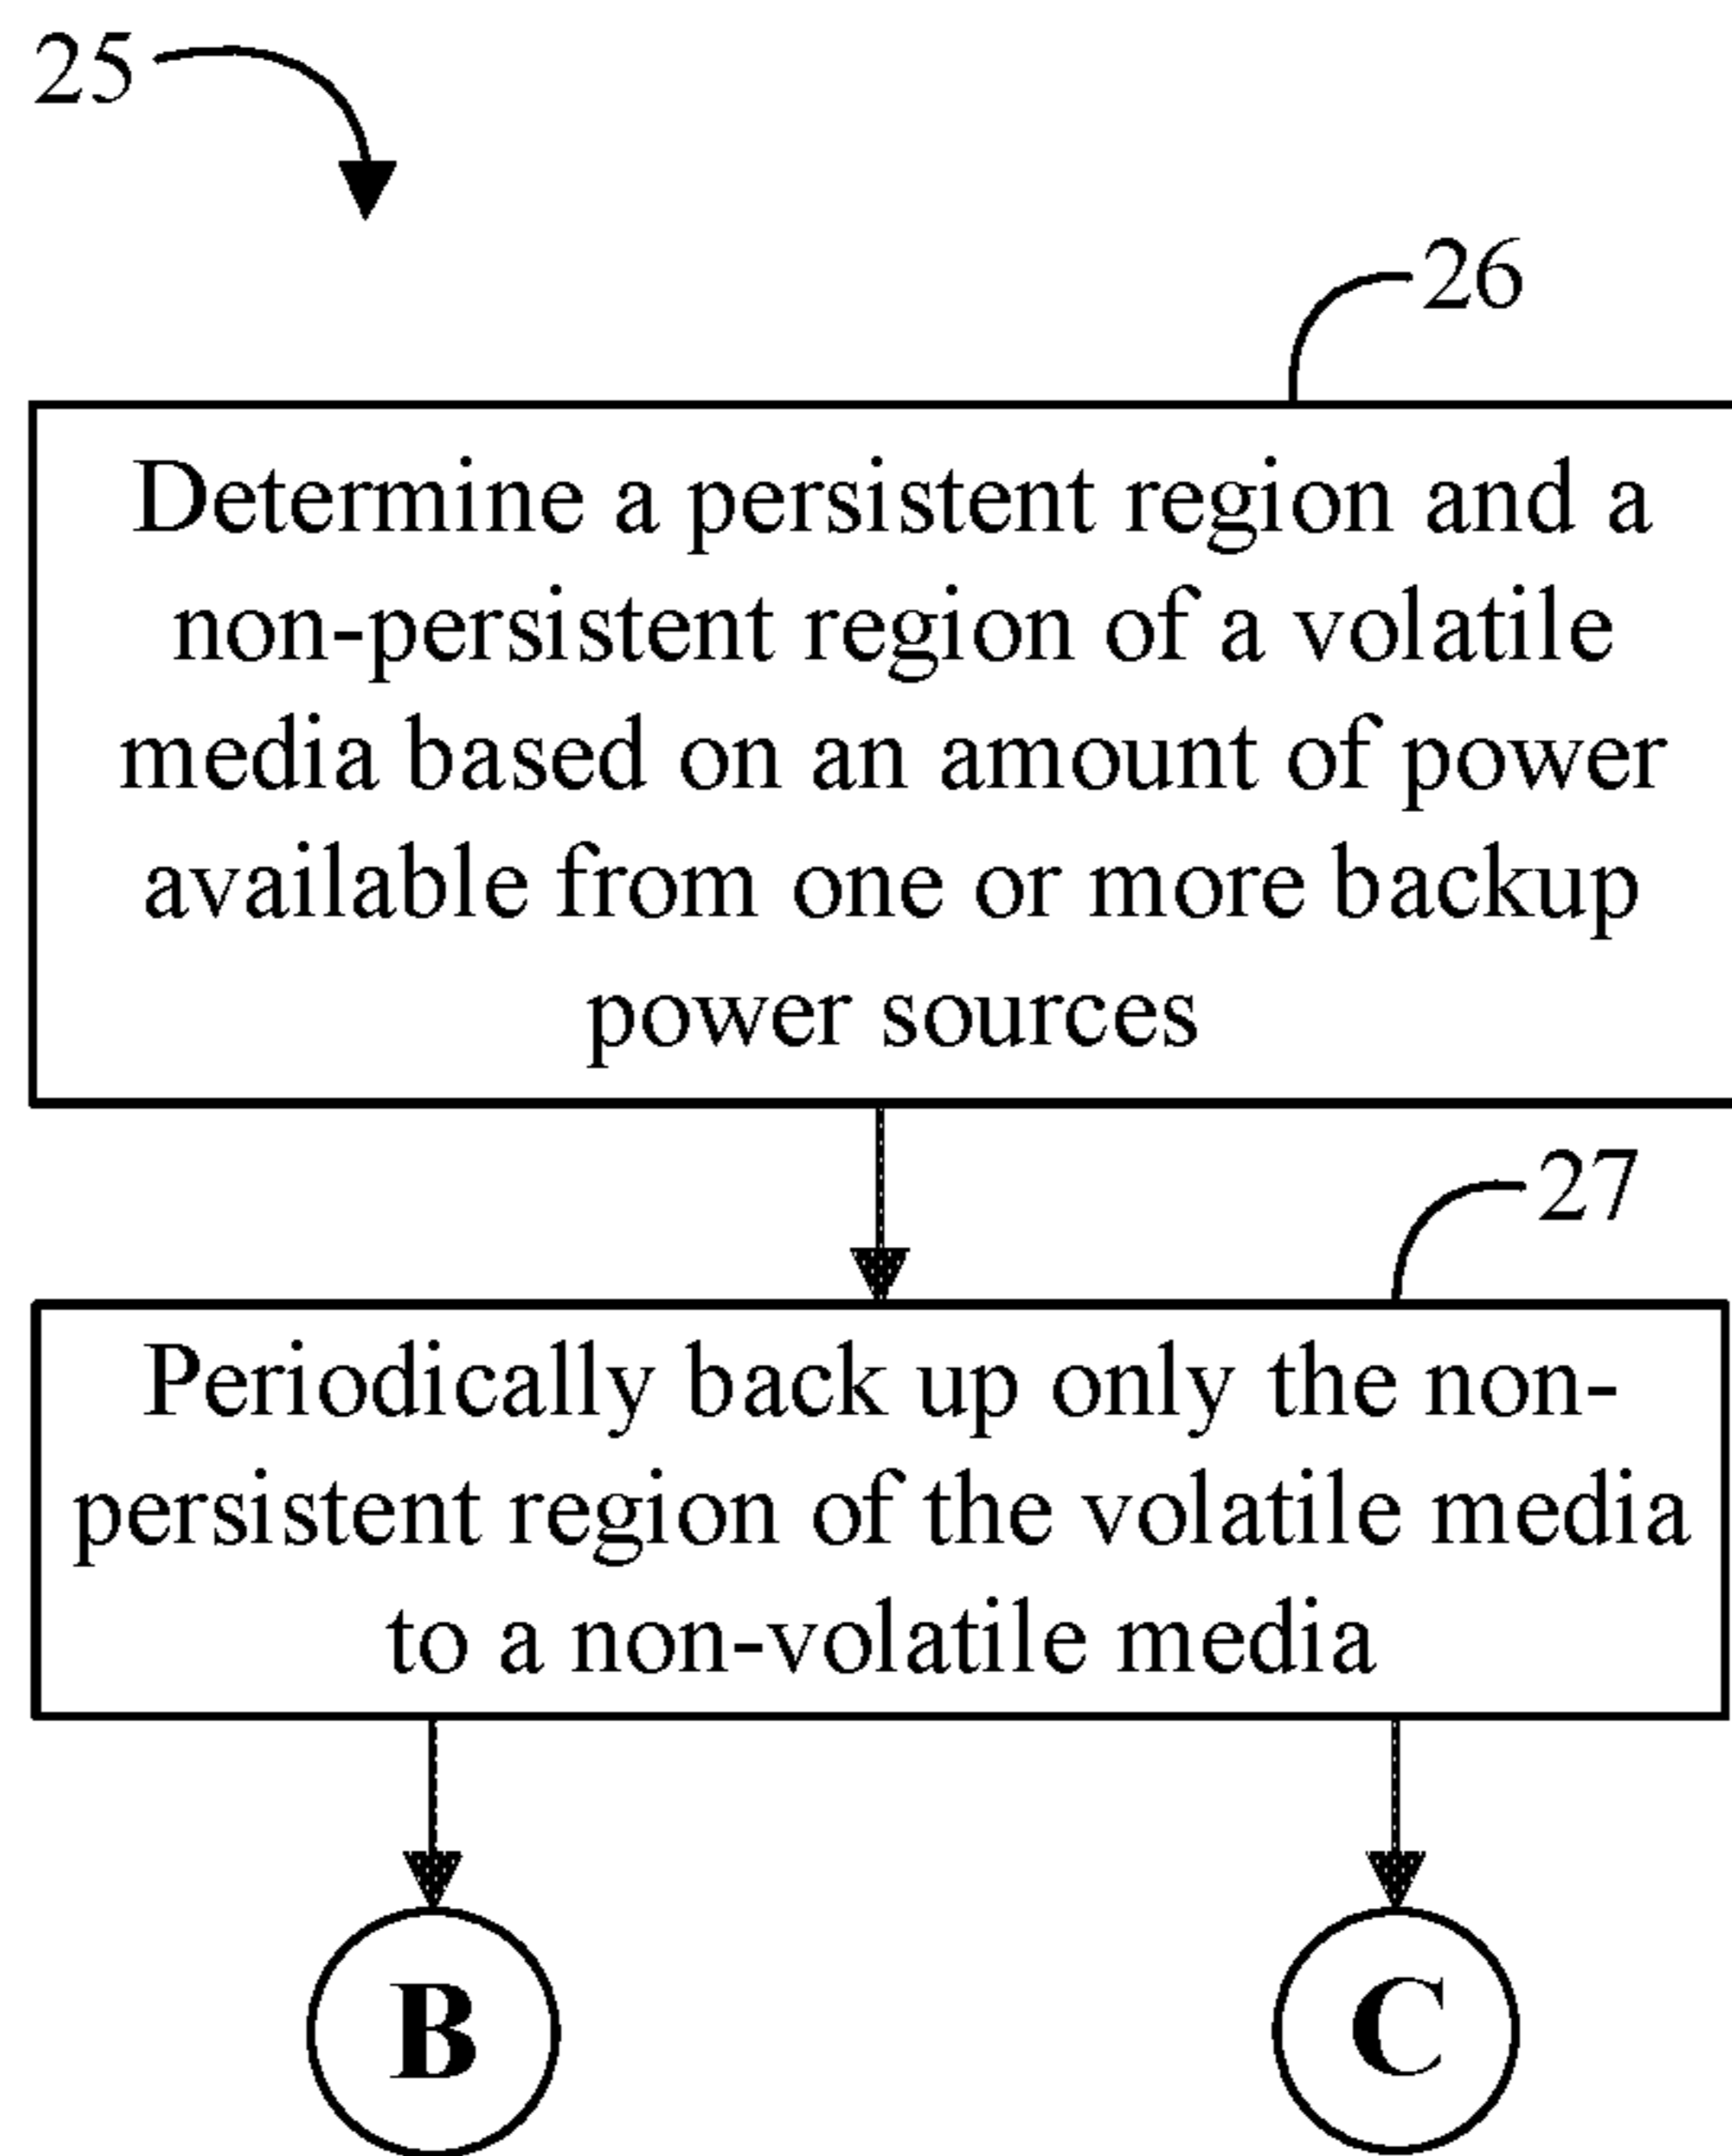 25
26
Determine a persistent region and a
non-persistent region of a volatile
media based on an amount of power
available from one or more backup
power sources
27
Periodically back up only the non-
persistent region of the volatile media
to a non-volatile media
B
C